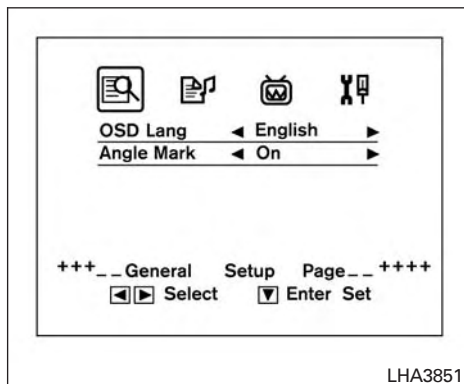 OSD Lang ◀ English ▶
Angle Mark ◀ On ▶
+++_ _General Setup Page_ _++++
◀ ▶ Select ▼ Enter Set
LHA3851